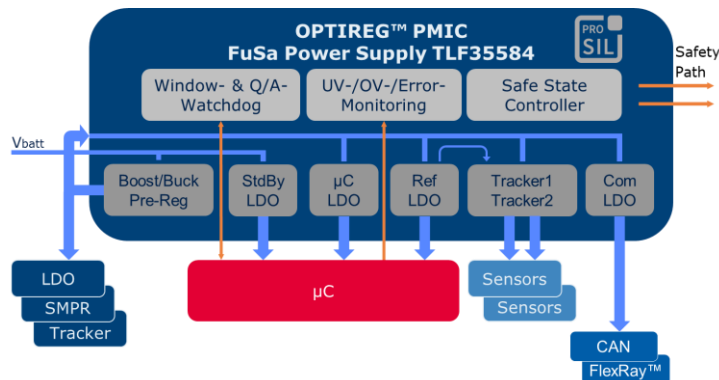 OPTIREG™ PMIC
FuSa Power Supply TLF35584
PRO
SIL
Safety
Path
Window- & Q/A-
Watchdog
UV-/OV-/Error-
Monitoring
Safe State
Controller
Vbatt
Boost/Buck
Pre-Reg
StdBy
LDO
µC
LDO
Ref
LDO
Tracker1
Tracker2
Com
LDO
LDO
SMPR
Tracker
µC
Sensors
Sensors
CAN
FlexRay™